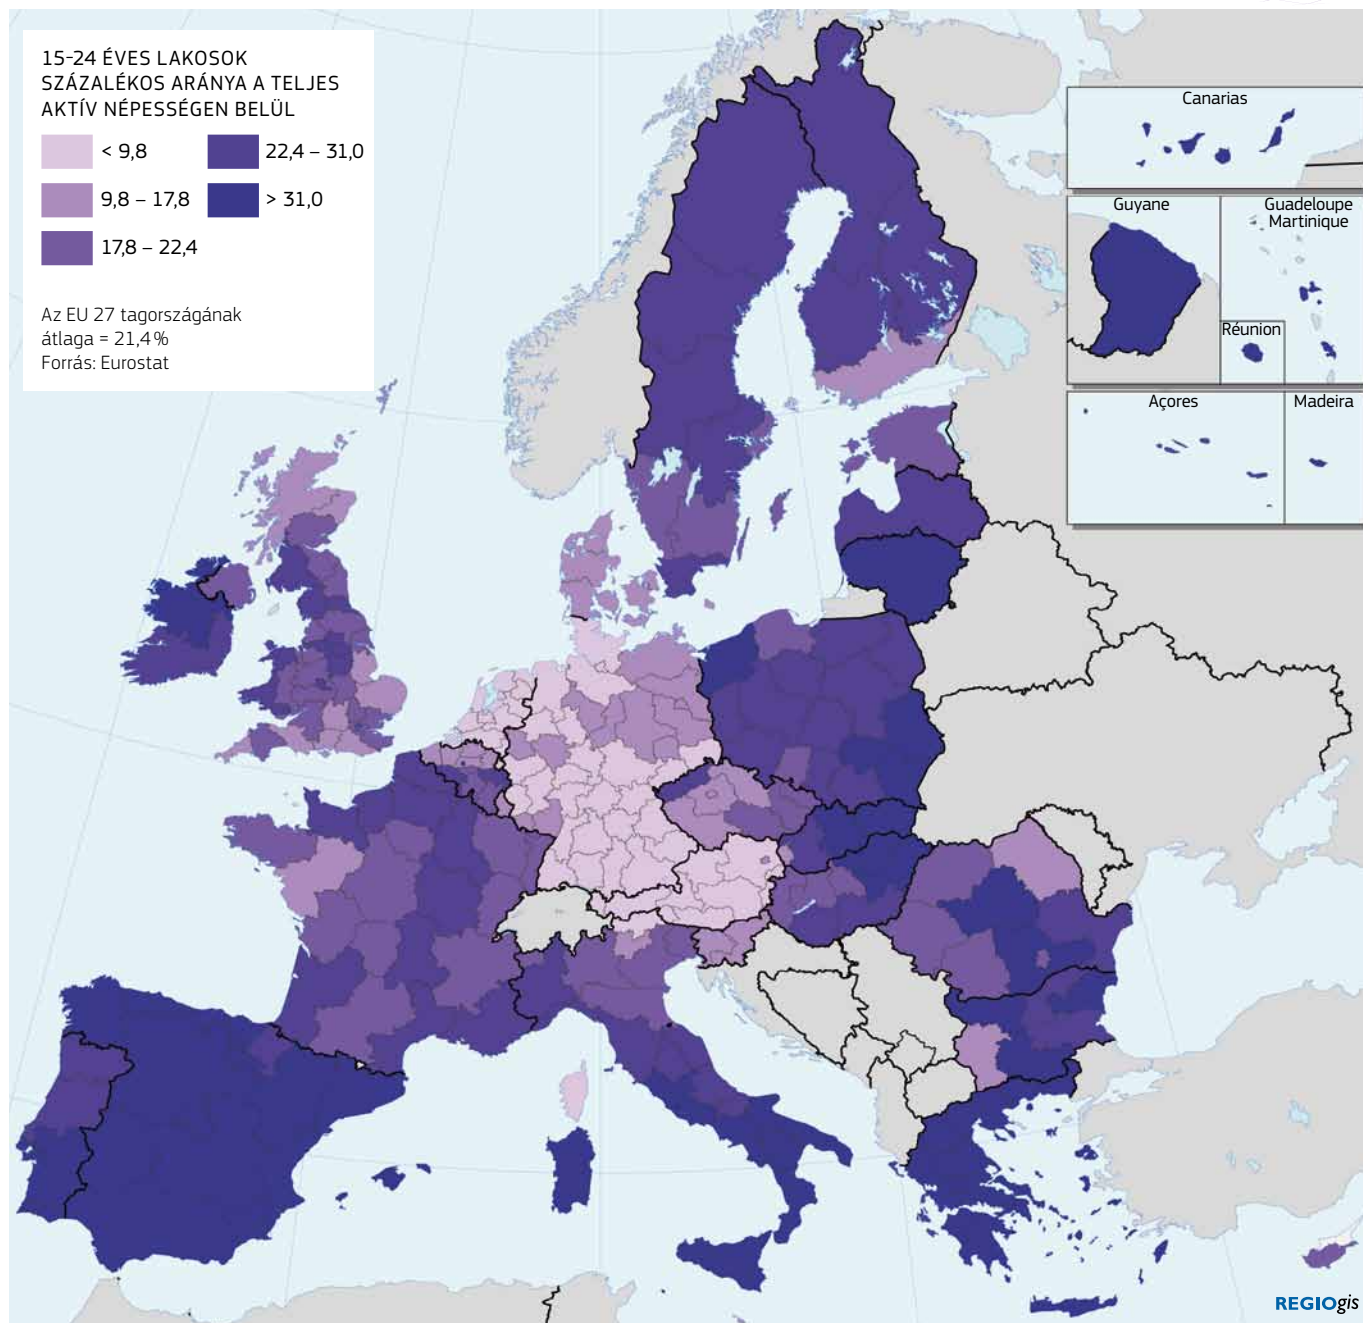 15-24 ÉVES LAKOSOK
SZÁZALÉKOS ARÁNYA A TELJES
AKTÍV NÉPESSÉGEN BELÜL
< 9,8
22,4 – 31,0
9,8 – 17,8
> 31,0
17,8 – 22,4
Az EU 27 tagországának
átlaga = 21,4 %
Forrás: Eurostat
Canarias
Guyane
Guadeloupe
Martinique
Réunion
Açores
Madeira
REGIOgis